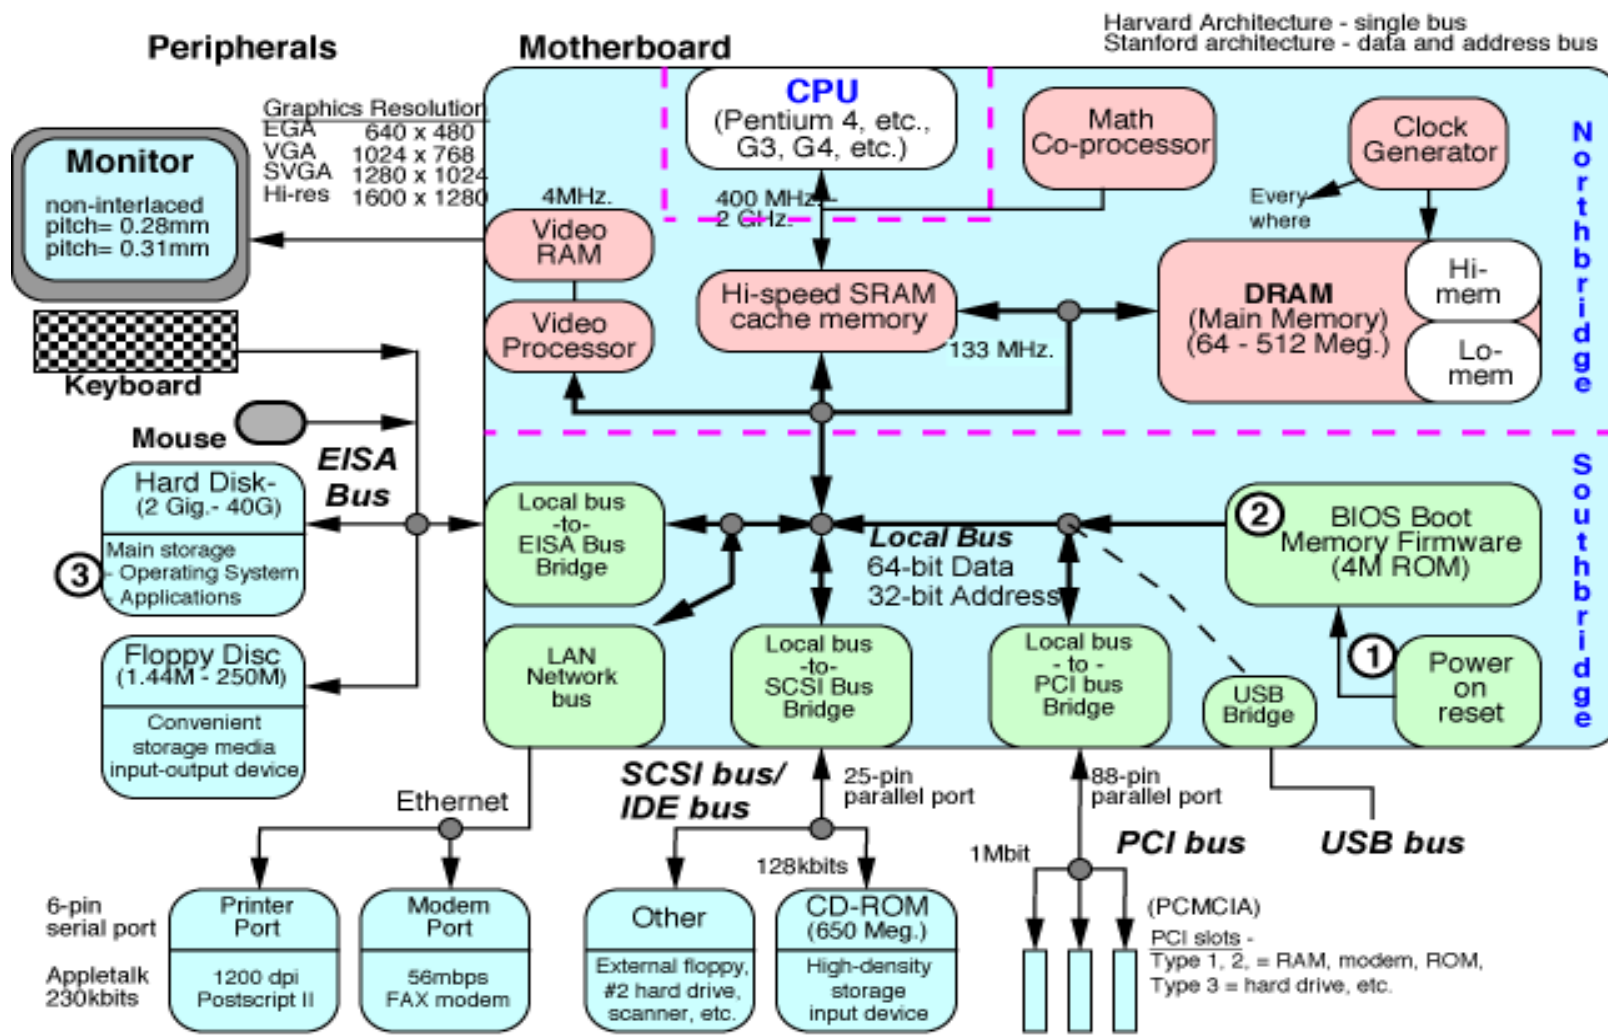 Harvard Architecture - single bus
Stanford architecture - data and address bus
Peripherals
Motherboard
Graphics Resolution
EGA 640 x 480
VGA 1024 x 768
SVGA 1280 x 1024
Hi-res 1600 x 1280
Monitor
non-interlaced
pitch= 0.28mm
pitch= 0.31mm
Keyboard
Mouse
EISA
Bus
Hard Disk-
(2 Gig.- 40G)
Main storage
- Operating System
- Applications
3
Floppy Disc
(1.44M - 250M)
Convenient
storage media
input-output device
CPU
(Pentium 4, etc.,
G3, G4, etc.)
400 MHz.-
2 GHz.
Math
Co-processor
Clock
Generator
Every
where
4MHz.
Video
RAM
Video
Processor
Hi-speed SRAM
cache memory
133 MHz.
DRAM
(Main Memory)
(64 - 512 Meg.)
Hi-
mem
Lo-
mem
Northbridge
Southbridge
Local bus
-to-
EISA Bus
Bridge
Local Bus
64-bit Data
32-bit Address
2
BIOS Boot
Memory Firmware
(4M ROM)
1
Power
on
reset
LAN
Network
bus
Local bus
-to-
SCSI Bus
Bridge
Local bus
- to -
PCI bus
Bridge
USB
Bridge
Ethernet
SCSI bus/
IDE bus
25-pin
parallel port
88-pin
parallel port
PCI bus
USB bus
128kbits
1Mbit
6-pin
serial port
Appletalk
230kbits
Printer
Port
1200 dpi
Postscript II
Modem
Port
56mbps
FAX modem
Other
External floppy,
#2 hard drive,
scanner, etc.
CD-ROM
(650 Meg.)
High-density
storage
input device
(PCMCIA)
PCI slots -
Type 1, 2, = RAM, modem, ROM,
Type 3 = hard drive, etc.